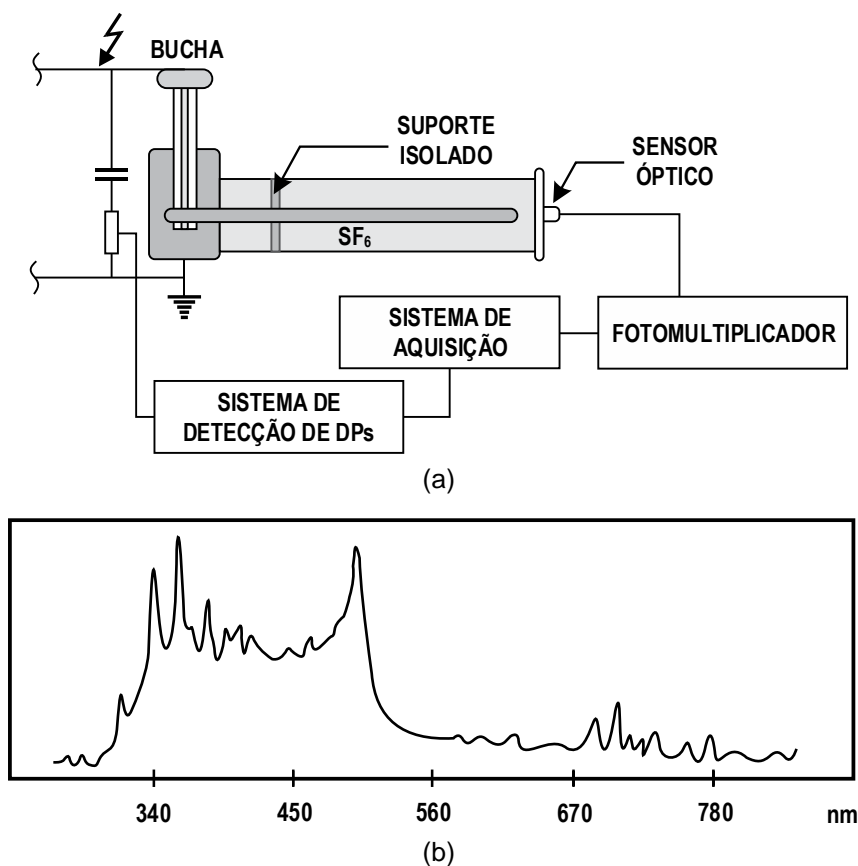 BUCHA
SUPORTE
ISOLADO
SENSOR
ÓPTICO
SF₆
SISTEMA DE
AQUISIÇÃO
FOTOMULTIPLICADOR
SISTEMA DE
DETECÇÃO DE DPs
(a)
340 450 560 670 780 nm
(b)